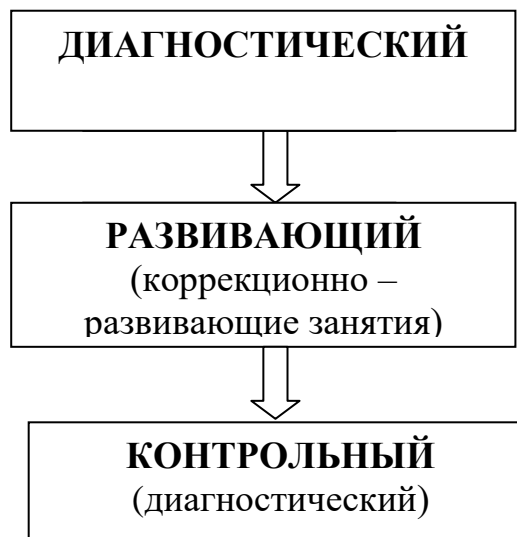 ДИАГНОСТИЧЕСКИЙ
РАЗВИВАЮЩИЙ
(коррекционно –
развивающие занятия)
КОНТРОЛЬНЫЙ
(диагностический)